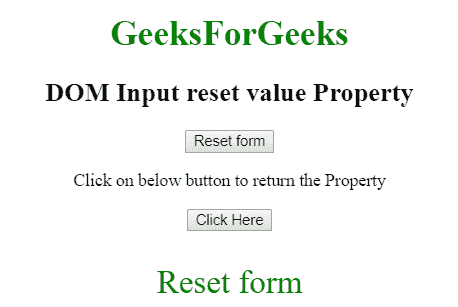 GeeksForGeeks
DOM Input reset value Property
Reset form
Click on below button to return the Property
Click Here
Reset form